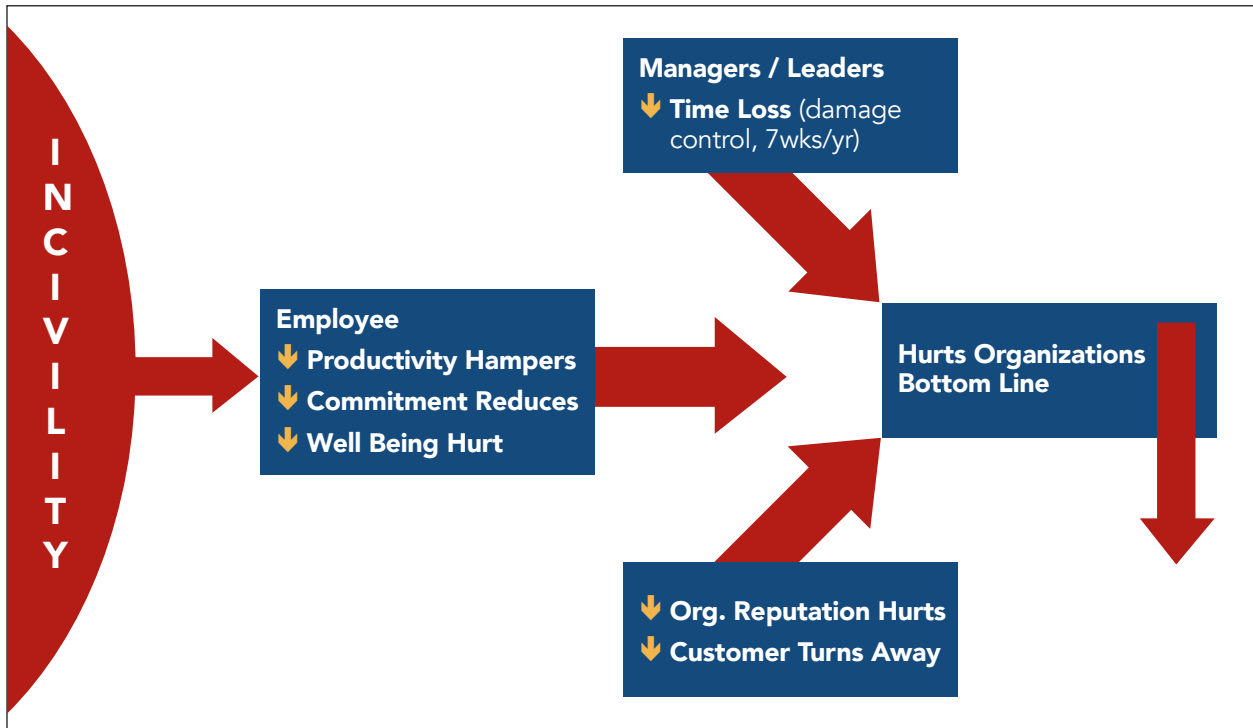 INCIVILITY
Managers / Leaders
Time Loss (damage
control, 7wks/yr)
Employee
Productivity Hampers
Commitment Reduces
Well Being Hurt
Hurts Organizations
Bottom Line
Org. Reputation Hurts
Customer Turns Away